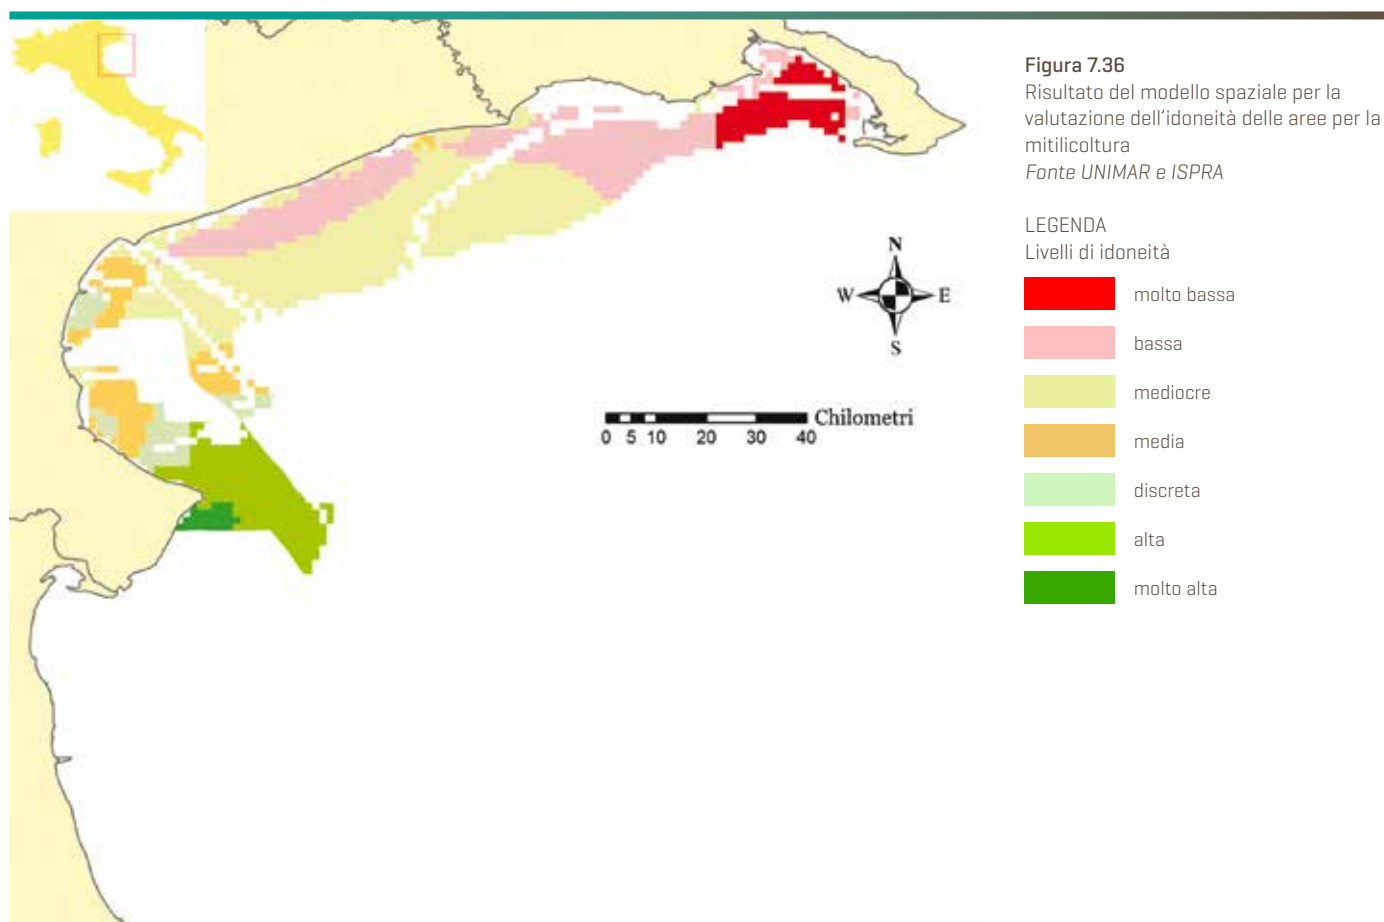 Figura 7.36
Risultato del modello spaziale per la
valutazione dell'idoneità delle aree per la
mitilicoltura
Fonte UNIMAR e ISPRA
LEGENDA
Livelli di idoneità
molto bassa
bassa
mediocre
media
discreta
alta
molto alta
N
W E
S
Chilometri
0 5 10 20 30 40